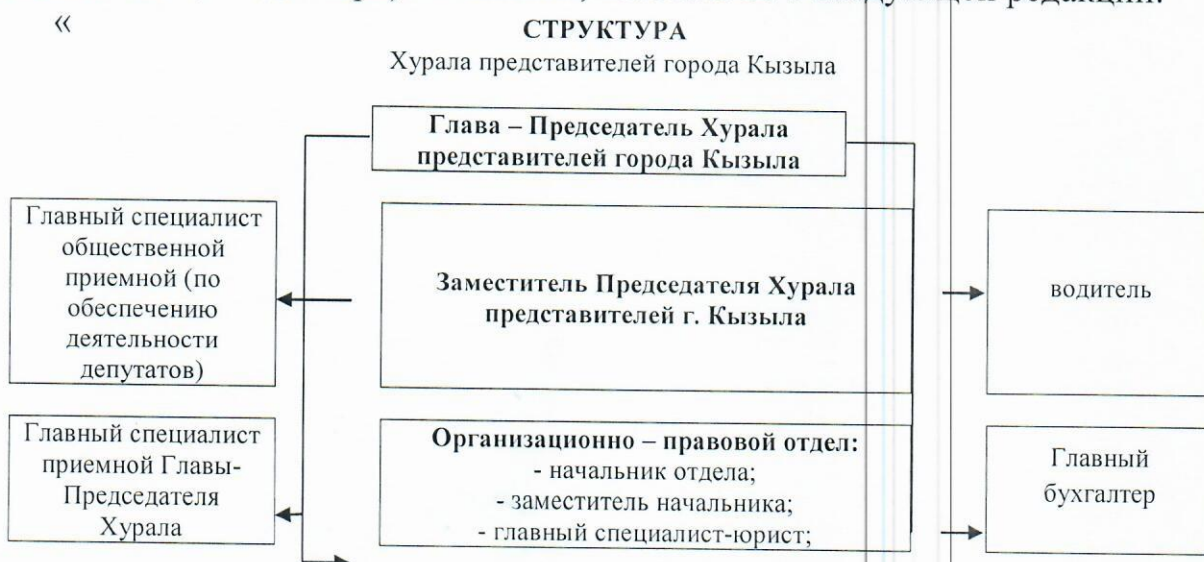 редакции:
«
СТРУКТУРА
Хурала представителей города Кызыла
Глава – Председатель Хурала
представителей города Кызыла
Главный специалист
общественной
приемной (по
обеспечению
деятельности
депутатов)
Заместитель Председателя Хурала
представителей г. Кызыла
водитель
Главный специалист
приемной Главы-
Председателя
Хурала
Организационно – правовой отдел:
- начальник отдела;
- заместитель начальника;
- главный специалист-юрист;
Главный
бухгалтер